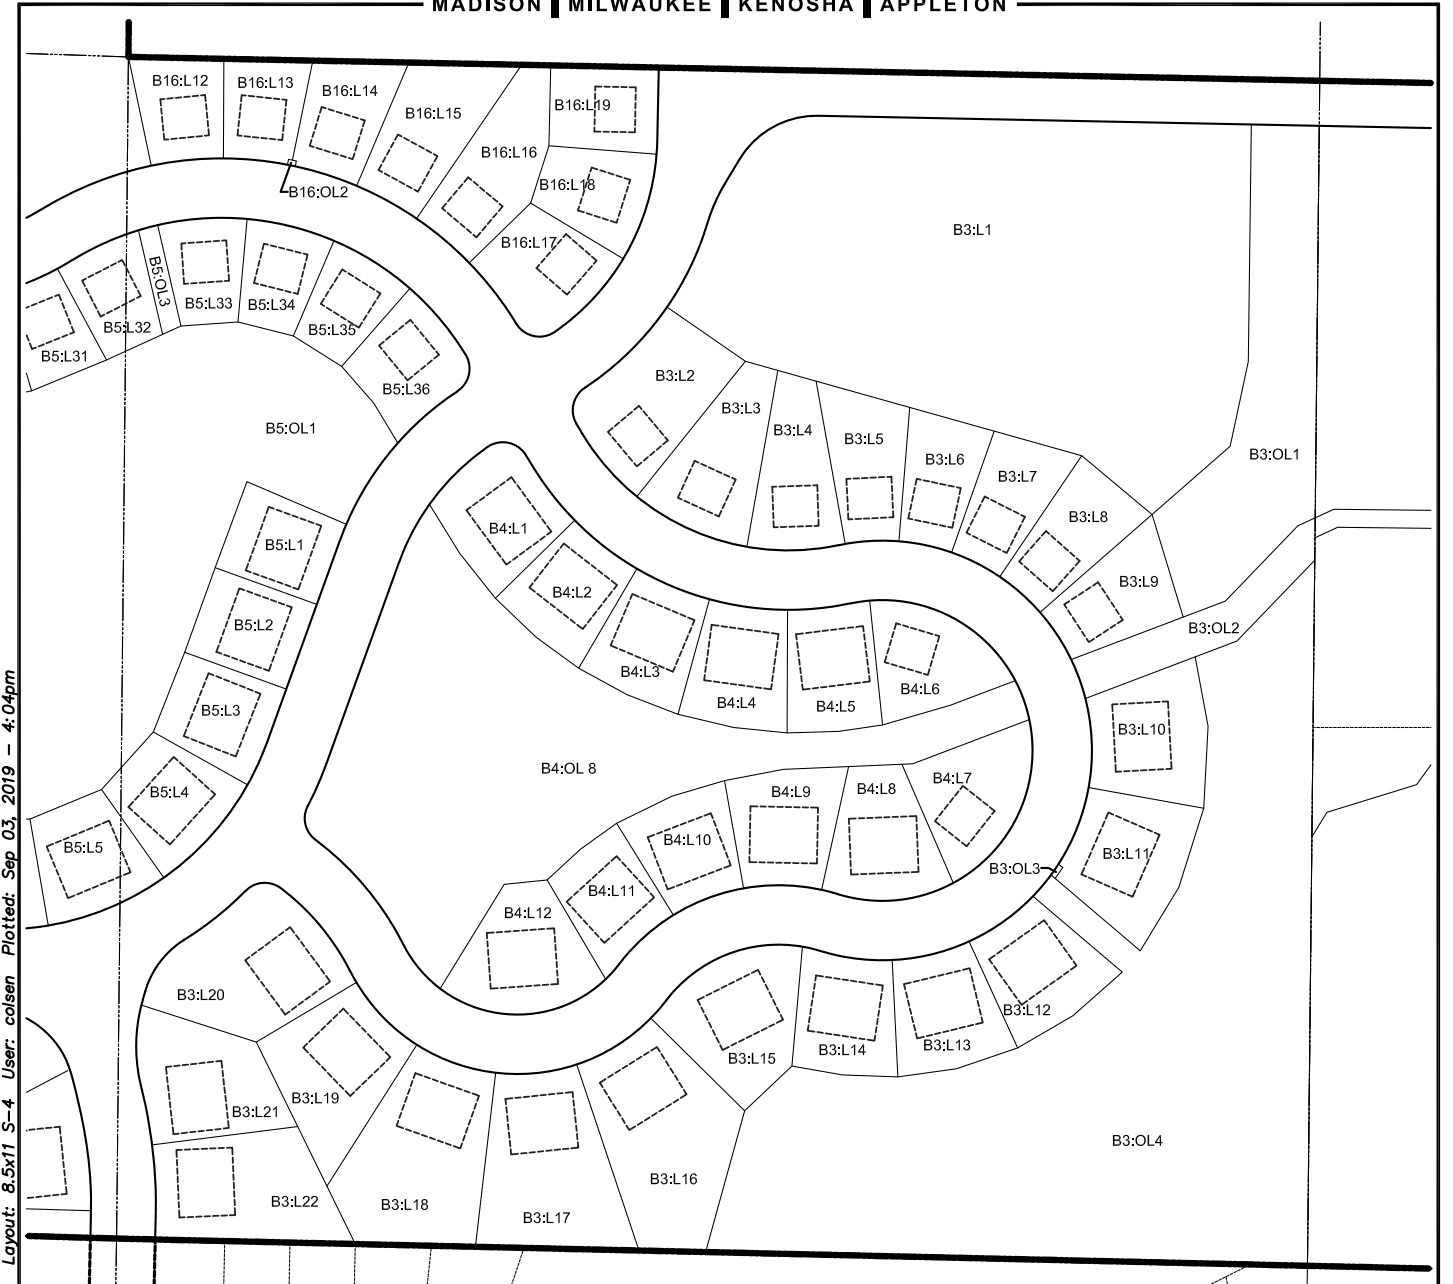 MADISON | MILWAUKEE | KENOSHA | APPLETON
B16:L12
B16:L13
B16:L14
B16:L15
B16:L16
B16:L19
B16:L18
B16:L17
B16:OL2
B3:L1
B5:OL3
B5:L33
B5:L34
B5:L35
B5:L32
B5:L31
B5:L36
B5:OL1
B3:L2
B3:L3
B3:L4
B3:L5
B3:L6
B3:L7
B3:L8
B3:L9
B3:OL1
B3:OL2
B5:L1
B5:L2
B5:L3
B5:L4
B5:L5
B4:L1
B4:L2
B4:L3
B4:L4
B4:L5
B4:L6
B4:OL 8
B4:L7
B4:L8
B4:L9
B4:L10
B4:L11
B4:L12
B3:L10
B3:L11
B3:OL3
B3:L12
B3:L13
B3:L14
B3:L15
B3:L16
B3:L17
B3:L18
B3:L19
B3:L20
B3:L21
B3:L22
B3:OL4
Layout: 8.5x11 S-4 User: colsen Plotted: Sep 03, 2019 - 4:04pm